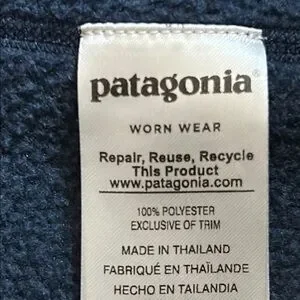 patagonia®
WORN WEAR
Repair, Reuse, Recycle
This Product
www.patagonia.com
100% POLYESTER
EXCLUSIVE OF TRIM
MADE IN THAILAND
FABRIQUÉ EN THAÏLANDE
HECHO EN TAILANDIA